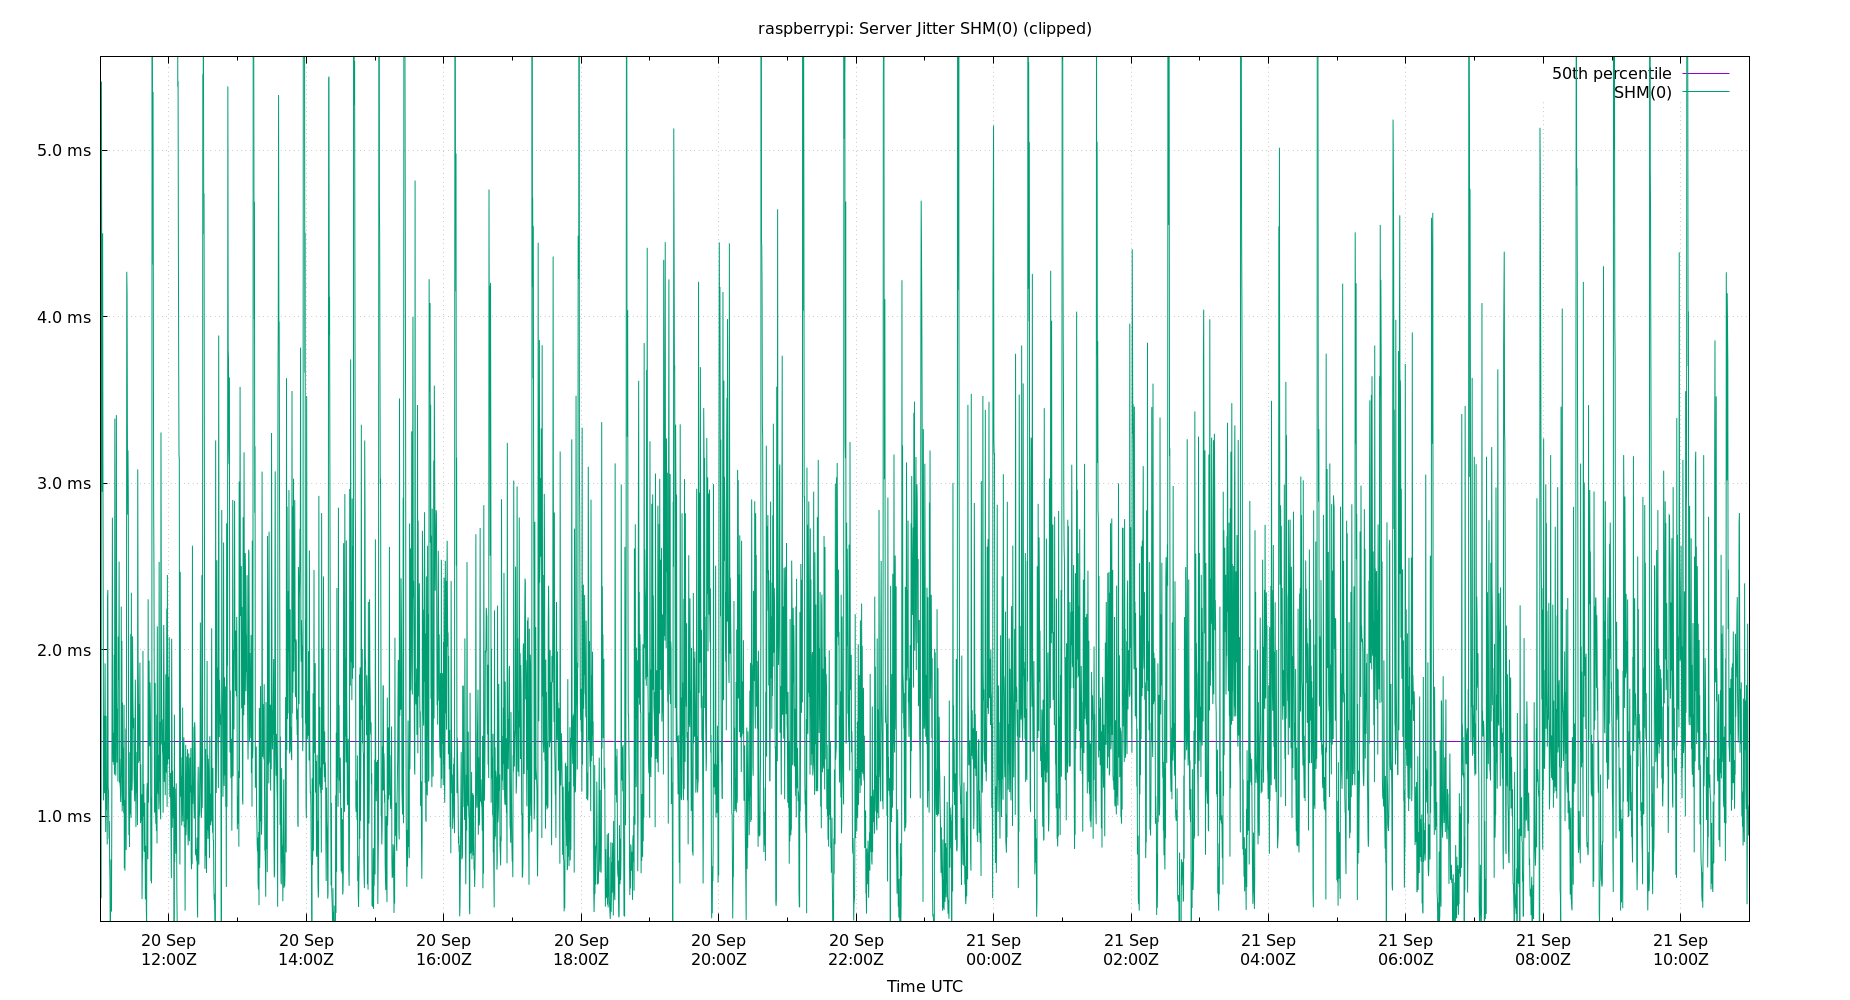 raspberrypi: Server Jitter SHM(0) (clipped)
50th percentile
SHM(0)
5.0 ms
4.0 ms
3.0 ms
2.0 ms
1.0 ms
20 Sep 20 Sep 20 Sep 20 Sep 20 Sep 20 Sep 21 Sep 21 Sep 21 Sep 21 Sep 21 Sep 21 Sep
12:00Z 14:00Z 16:00Z 18:00Z 20:00Z 22:00Z 00:00Z 02:00Z 04:00Z 06:00Z 08:00Z 10:00Z
Time UTC